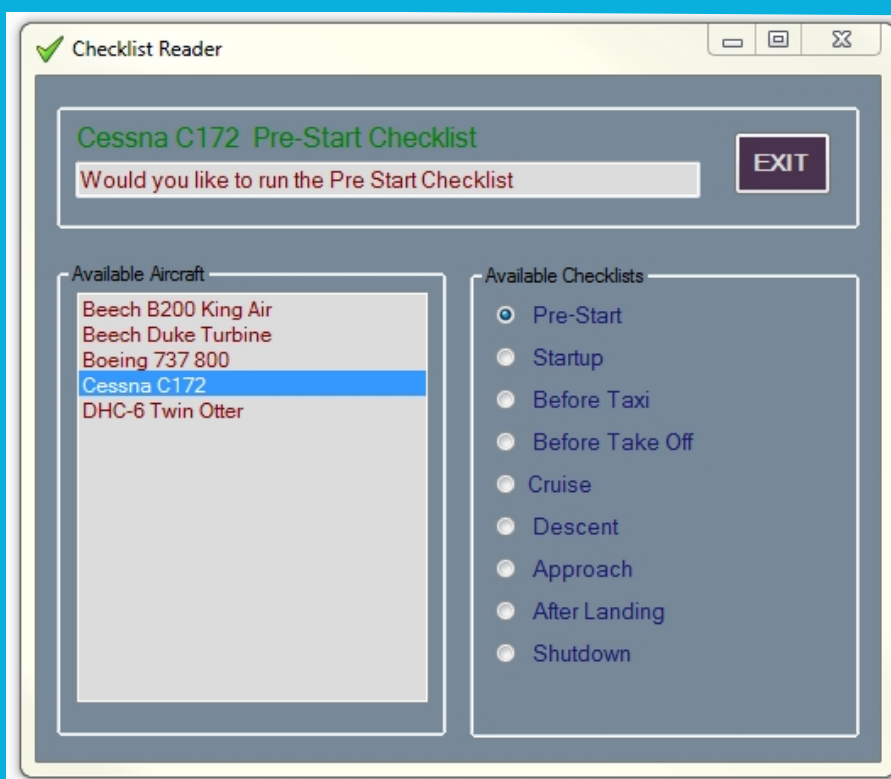 Checklist Reader
Cessna C172  Pre-Start Checklist
Would you like to run the Pre Start Checklist
EXIT
Available Aircraft
Beech B200 King Air
Beech Duke Turbine
Boeing 737 800
Cessna C172
DHC-6 Twin Otter
Available Checklists
Pre-Start
Startup
Before Taxi
Before Take Off
Cruise
Descent
Approach
After Landing
Shutdown